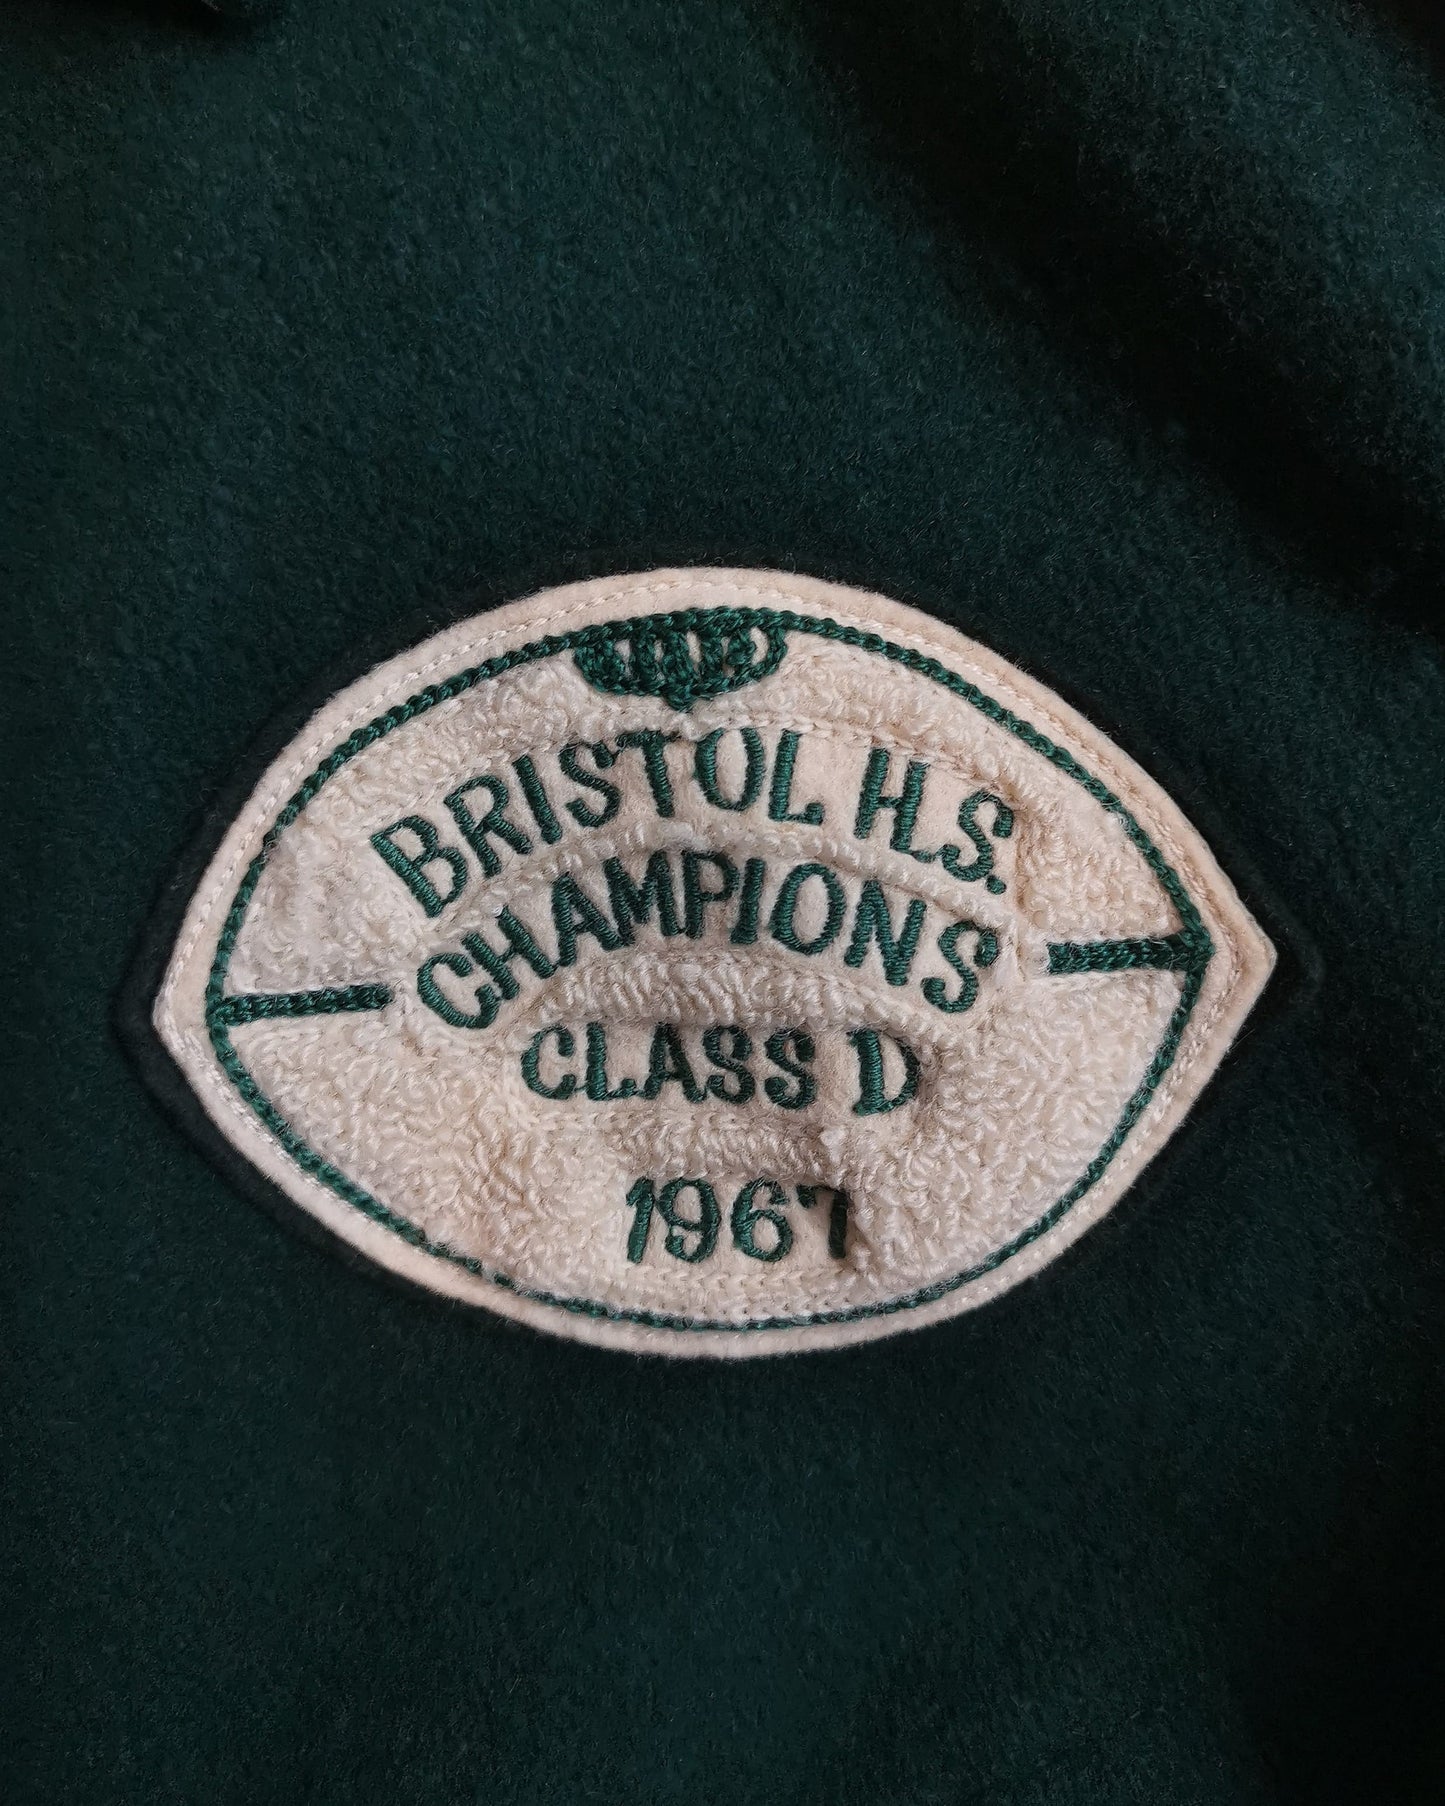 BRISTOL H.S.
CHAMPIONS
CLASS D
1967